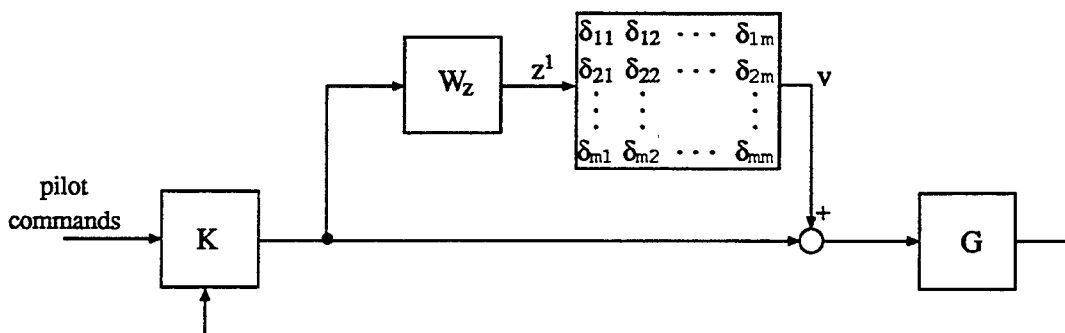 δ11 δ12 ··· δ1m
W_z z^1 δ21 δ22 ··· δ2m v
⋮ ⋮ ⋮
δm1 δm2 ··· δmm
pilot
commands
K
+
G